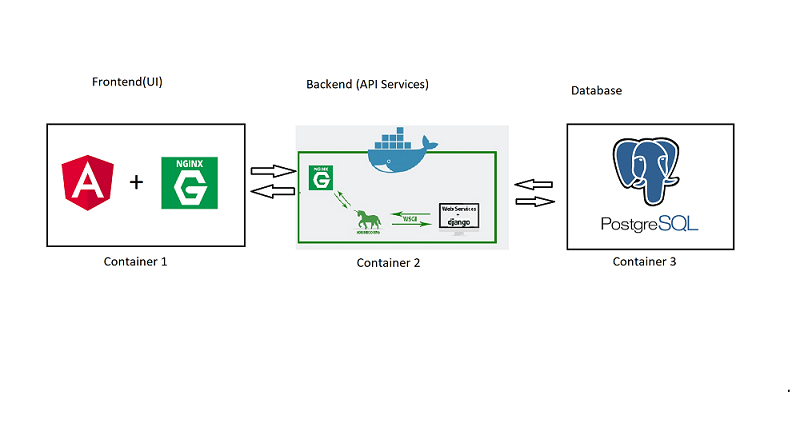 Frontend(UI)
Backend (API Services)
Database
NGINX
+
NGINX
WSGI
Web Services
+
django
PostgreSQL
Container 1
Container 2
Container 3